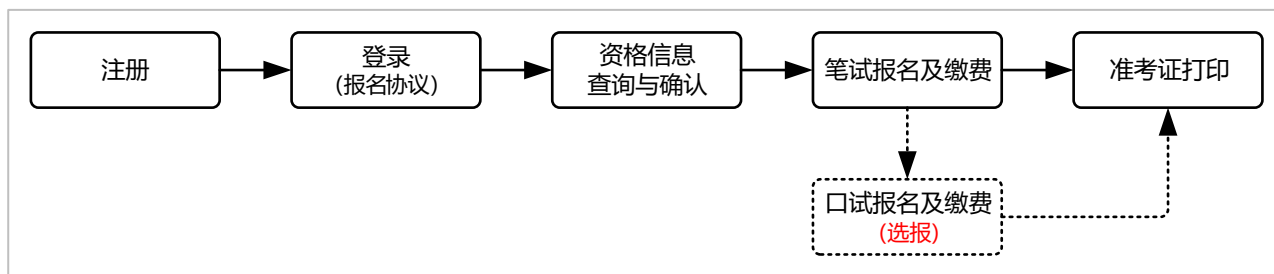 注册
登录
(报名协议)
资格信息
查询与确认
笔试报名及缴费
准考证打印
口试报名及缴费
(选报)